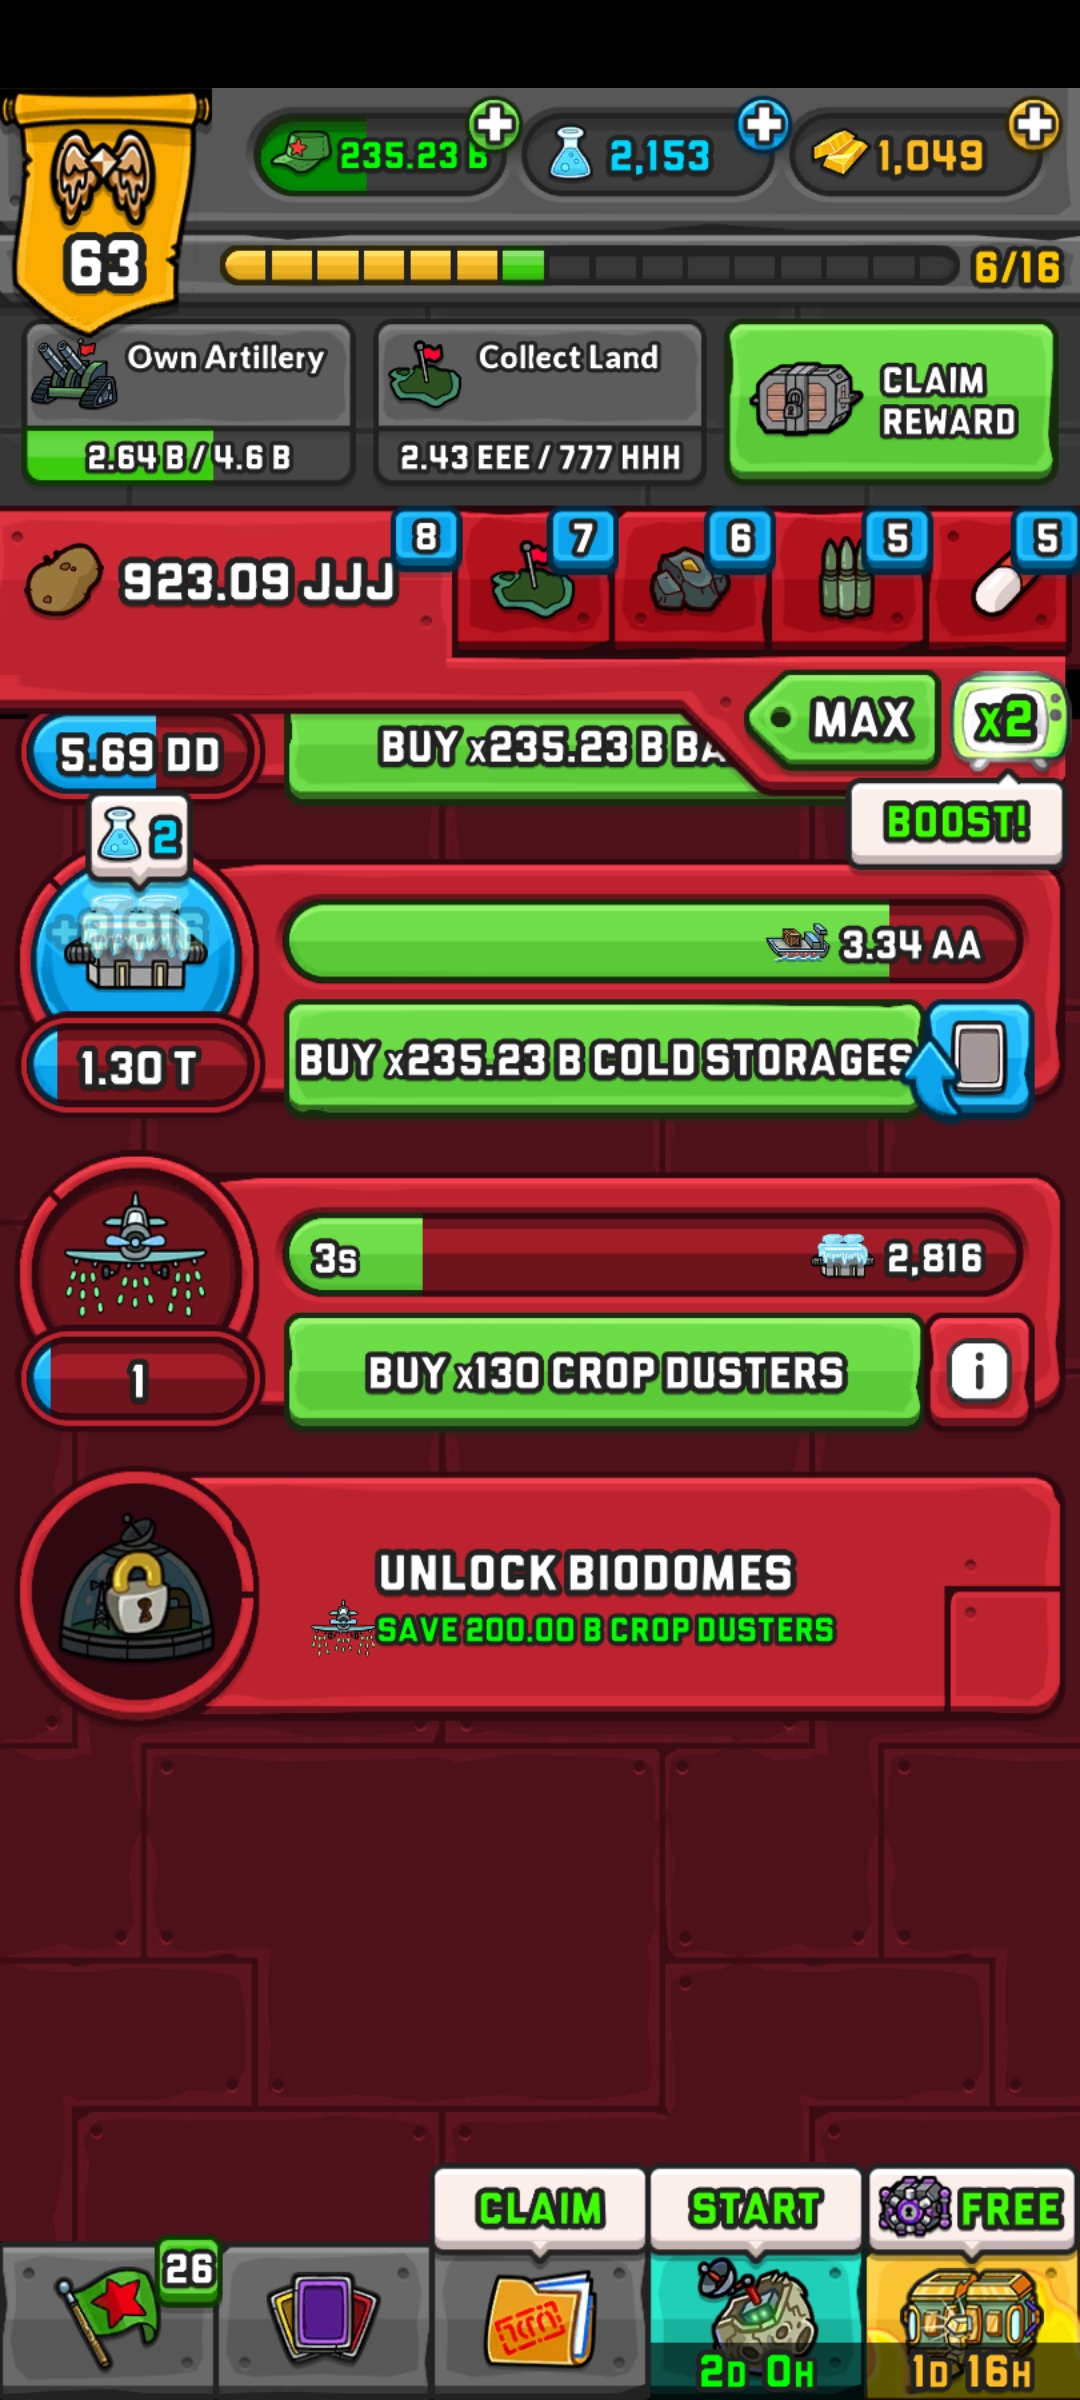 235.23 B
2,153
1,049
63
6/16
Own Artillery
2.64 B / 4.6 B
Collect Land
2.43 EEE / 777 HHH
CLAIM
REWARD
923.09 JJJ
8
7
6
5
5
MAX
x2
BOOST!
5.69 DD
BUY x235.23 B BA
2
3.34 AA
1.30 T
BUY x235.23 B COLD STORAGES
3s
2,816
1
BUY x130 CROP DUSTERS
i
UNLOCK BIODOMES
SAVE 200.00 B CROP DUSTERS
CLAIM
START
FREE
26
2D 0H
1D 16H